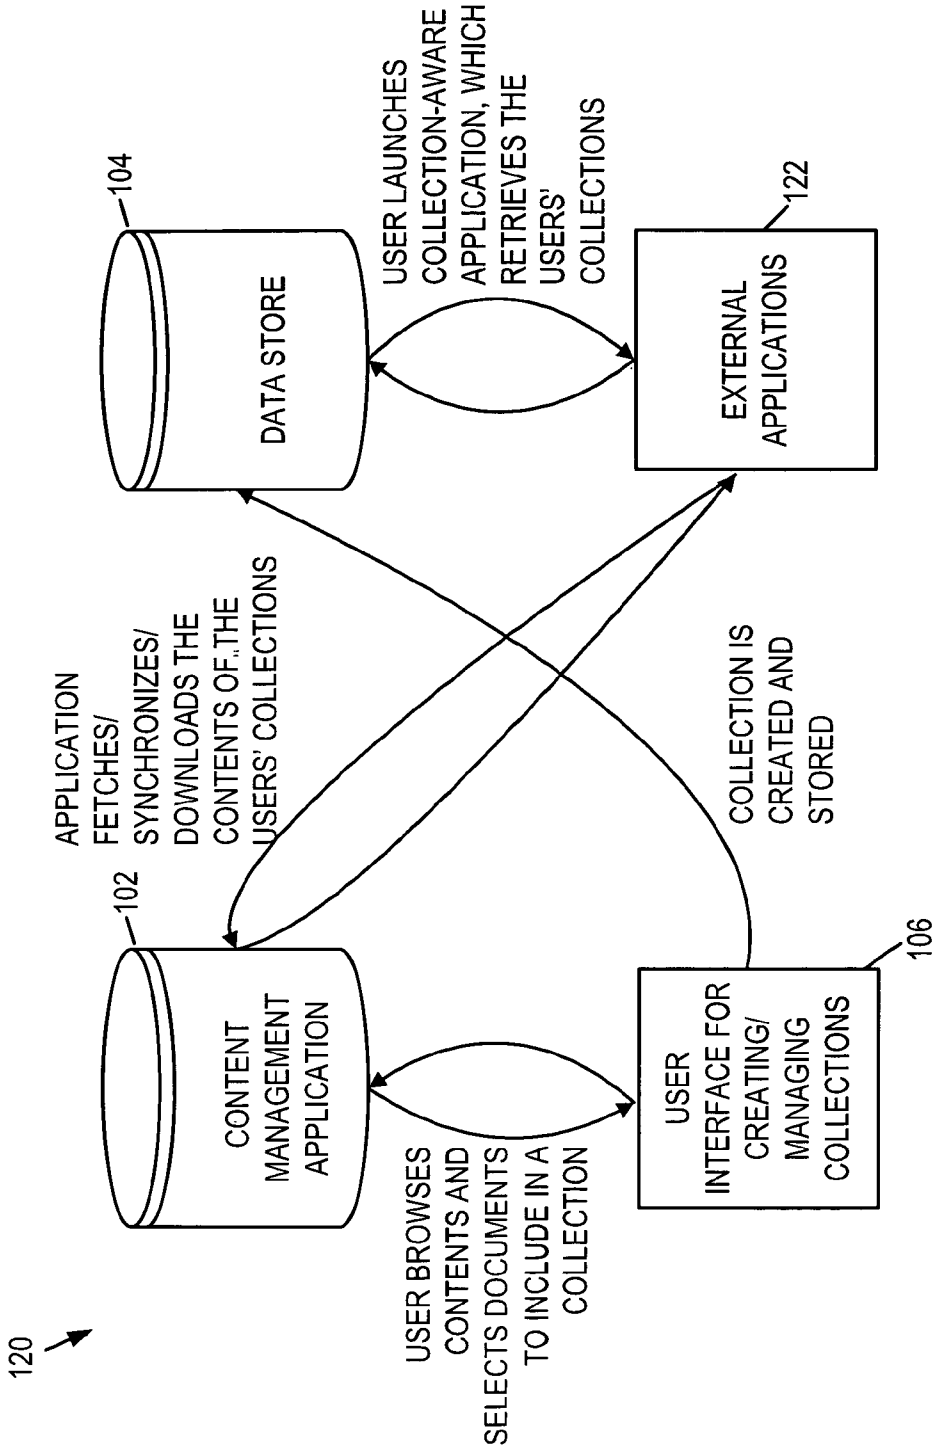 120
102
CONTENT
MANAGEMENT
APPLICATION
APPLICATION
FETCHES/
SYNCHRONIZES/
DOWNLOADS THE
CONTENTS OF THE
USERS' COLLECTIONS
104
DATA STORE
USER BROWSES
CONTENTS AND
SELECTS DOCUMENTS
TO INCLUDE IN A
COLLECTION
USER LAUNCHES
COLLECTION-AWARE
APPLICATION, WHICH
RETRIEVES THE
USERS'
COLLECTIONS
USER
INTERFACE FOR
CREATING/
MANAGING
COLLECTIONS
106
COLLECTION IS
CREATED AND
STORED
EXTERNAL
APPLICATIONS
122